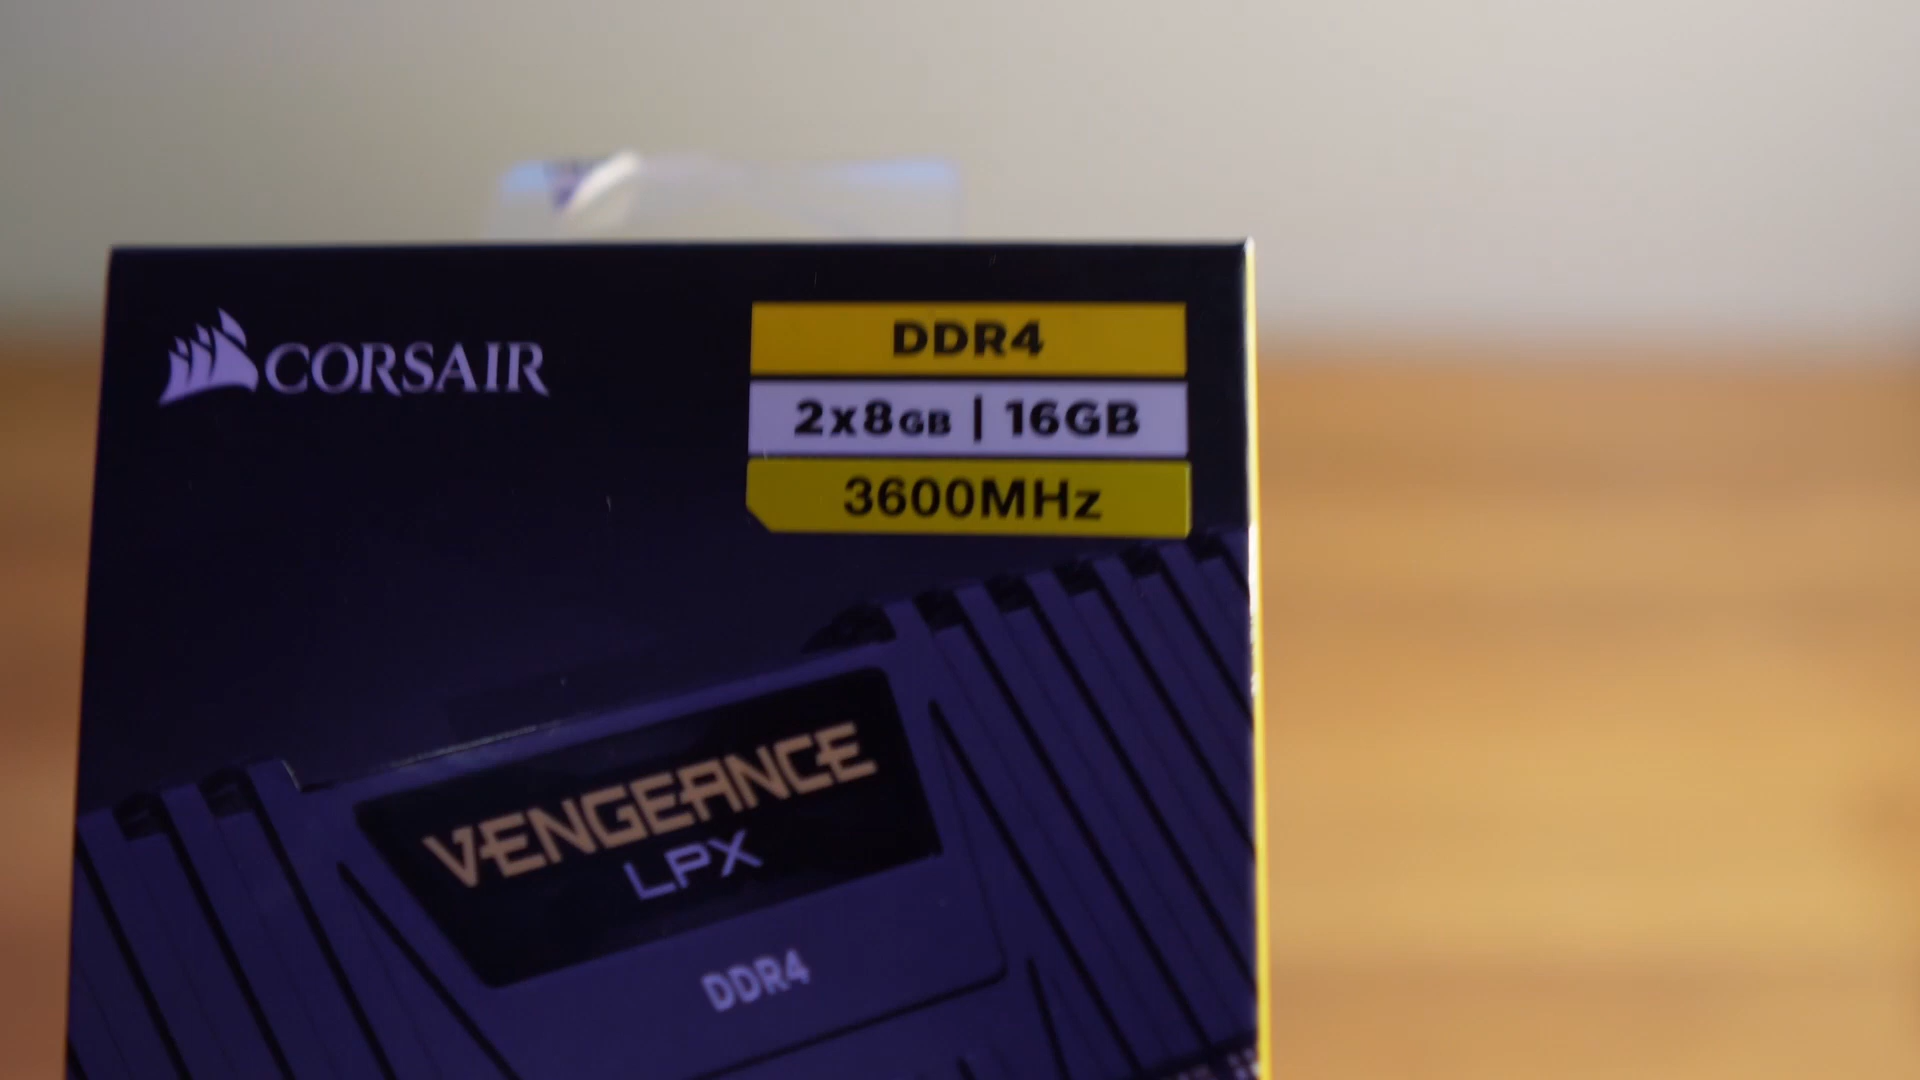 CORSAIR
DDR4
2x8GB | 16GB
3600MHz
VENGEANCE
LPX
DDR4